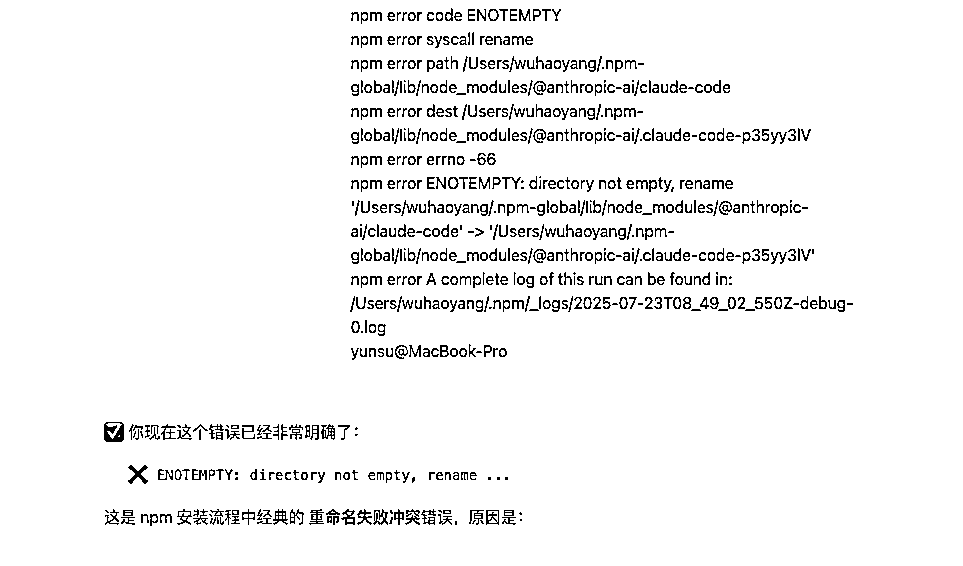 npm error code ENOTEMPTY
npm error syscall rename
npm error path /Users/wuhaoyang/.npm-
global/lib/node_modules/@anthropic-ai/claude-code
npm error dest /Users/wuhaoyang/.npm-
global/lib/node_modules/@anthropic-ai/.claude-code-p35yy3lV
npm error errno -66
npm error ENOTEMPTY: directory not empty, rename
'/Users/wuhaoyang/.npm-global/lib/node_modules/@anthropic-
ai/claude-code' -> '/Users/wuhaoyang/.npm-
global/lib/node_modules/@anthropic-ai/.claude-code-p35yy3lV'
npm error A complete log of this run can be found in:
/Users/wuhaoyang/.npm/_logs/2025-07-23T08_49_02_550Z-debug-
0.log
yunsu@MacBook-Pro
✅ 你现在这个错误已经非常明确了：
❌ ENOTEMPTY: directory not empty, rename ...
这是 npm 安装流程中经典的 重命名失败冲突错误，原因是：